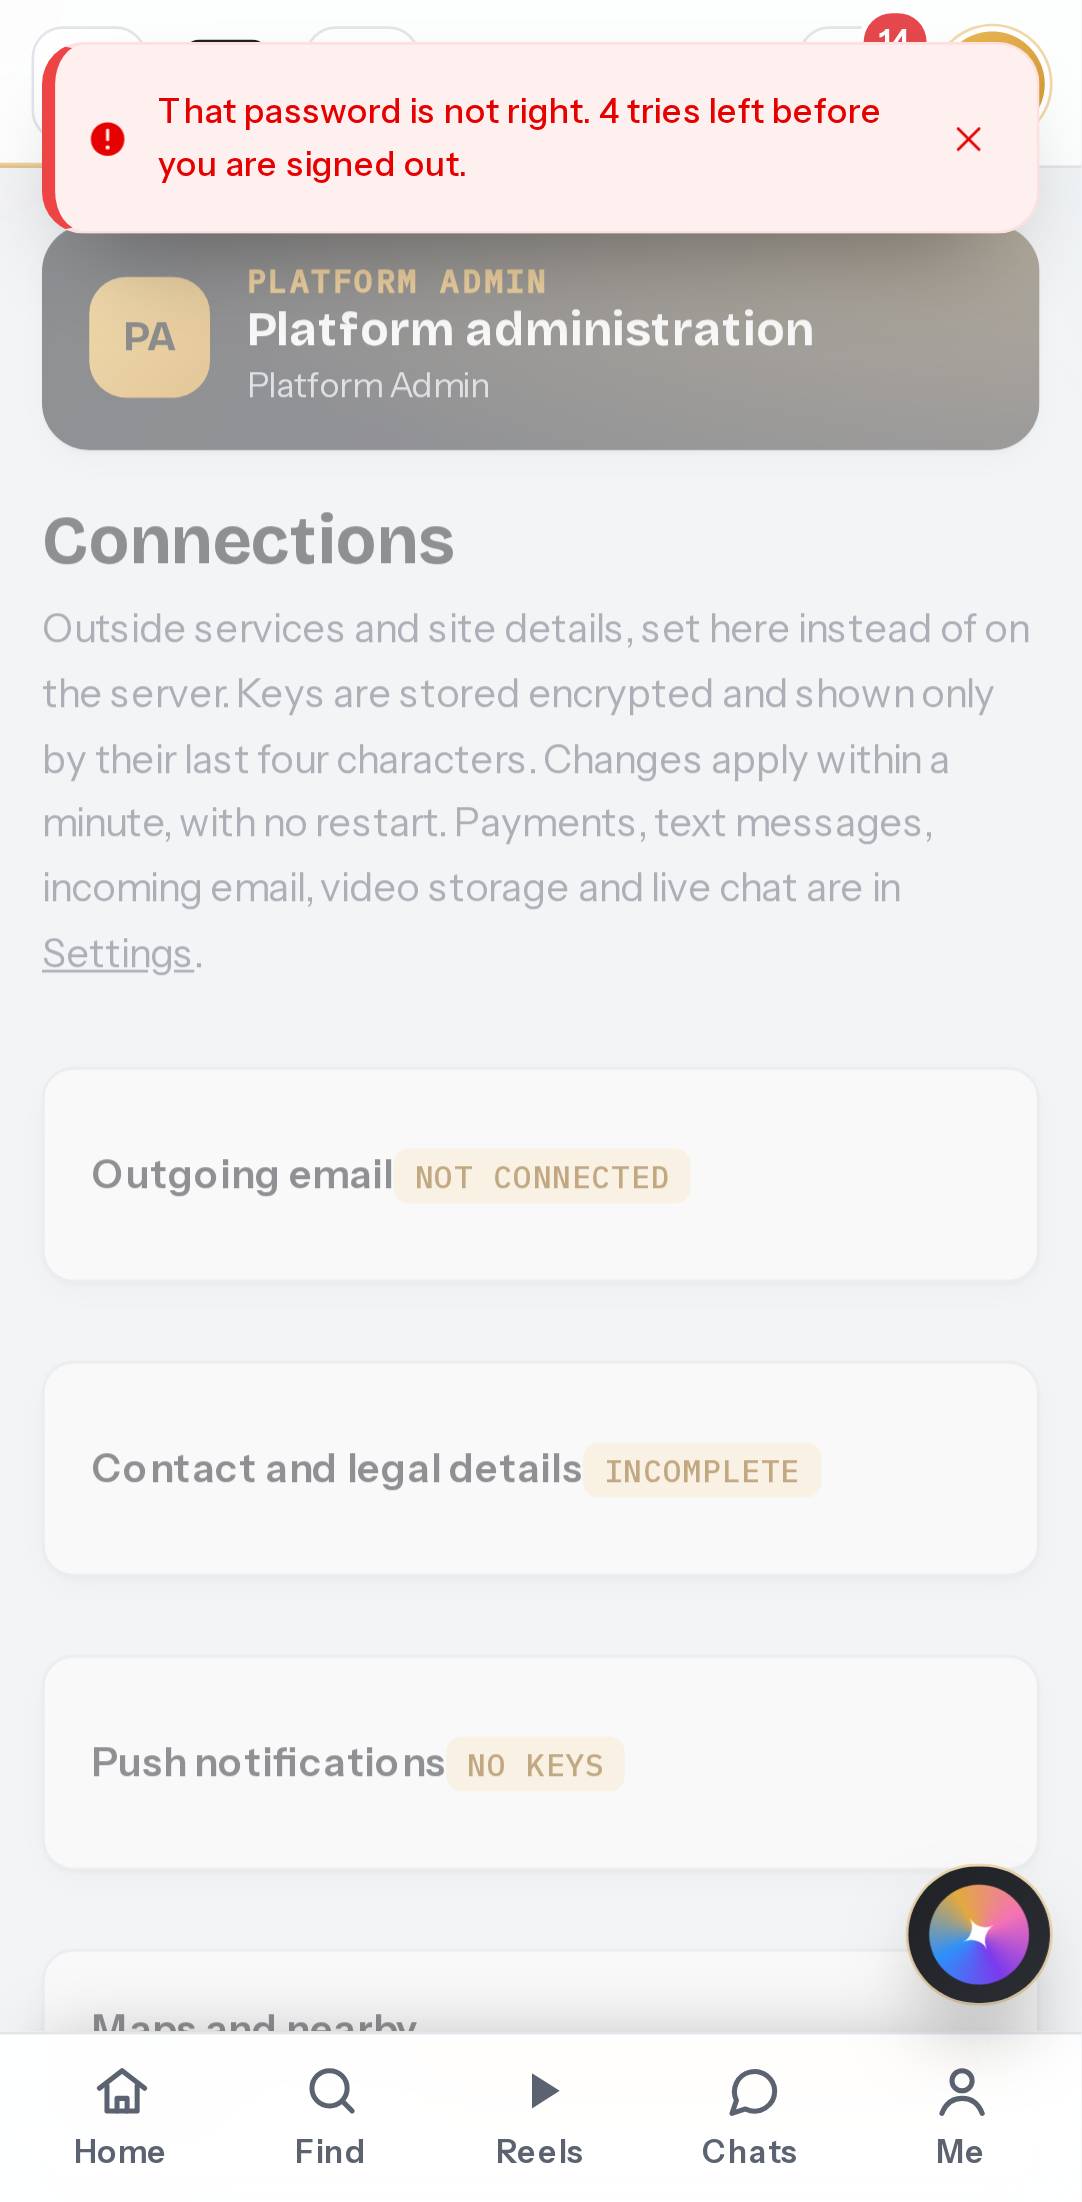 14
That password is not right. 4 tries left before
you are signed out.
PA
PLATFORM ADMIN
Platform administration
Platform Admin
Connections
Outside services and site details, set here instead of on
the server. Keys are stored encrypted and shown only
by their last four characters. Changes apply within a
minute, with no restart. Payments, text messages,
incoming email, video storage and live chat are in
Settings.
Outgoing email NOT CONNECTED
Contact and legal details INCOMPLETE
Push notifications NO KEYS
Maps and nearby
Home Find Reels Chats Me